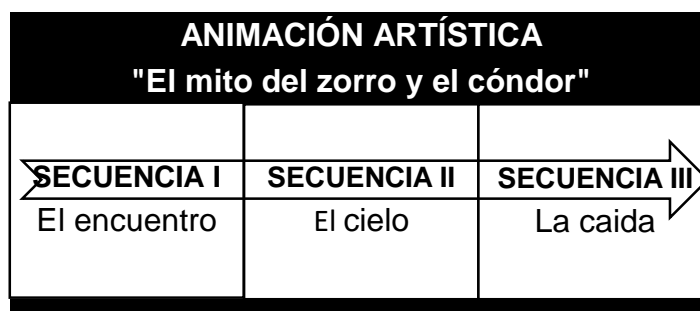 ANIMACIÓN ARTÍSTICA
"El mito del zorro y el cóndor"
SECUENCIA I
El encuentro
SECUENCIA II
El cielo
SECUENCIA III
La caida